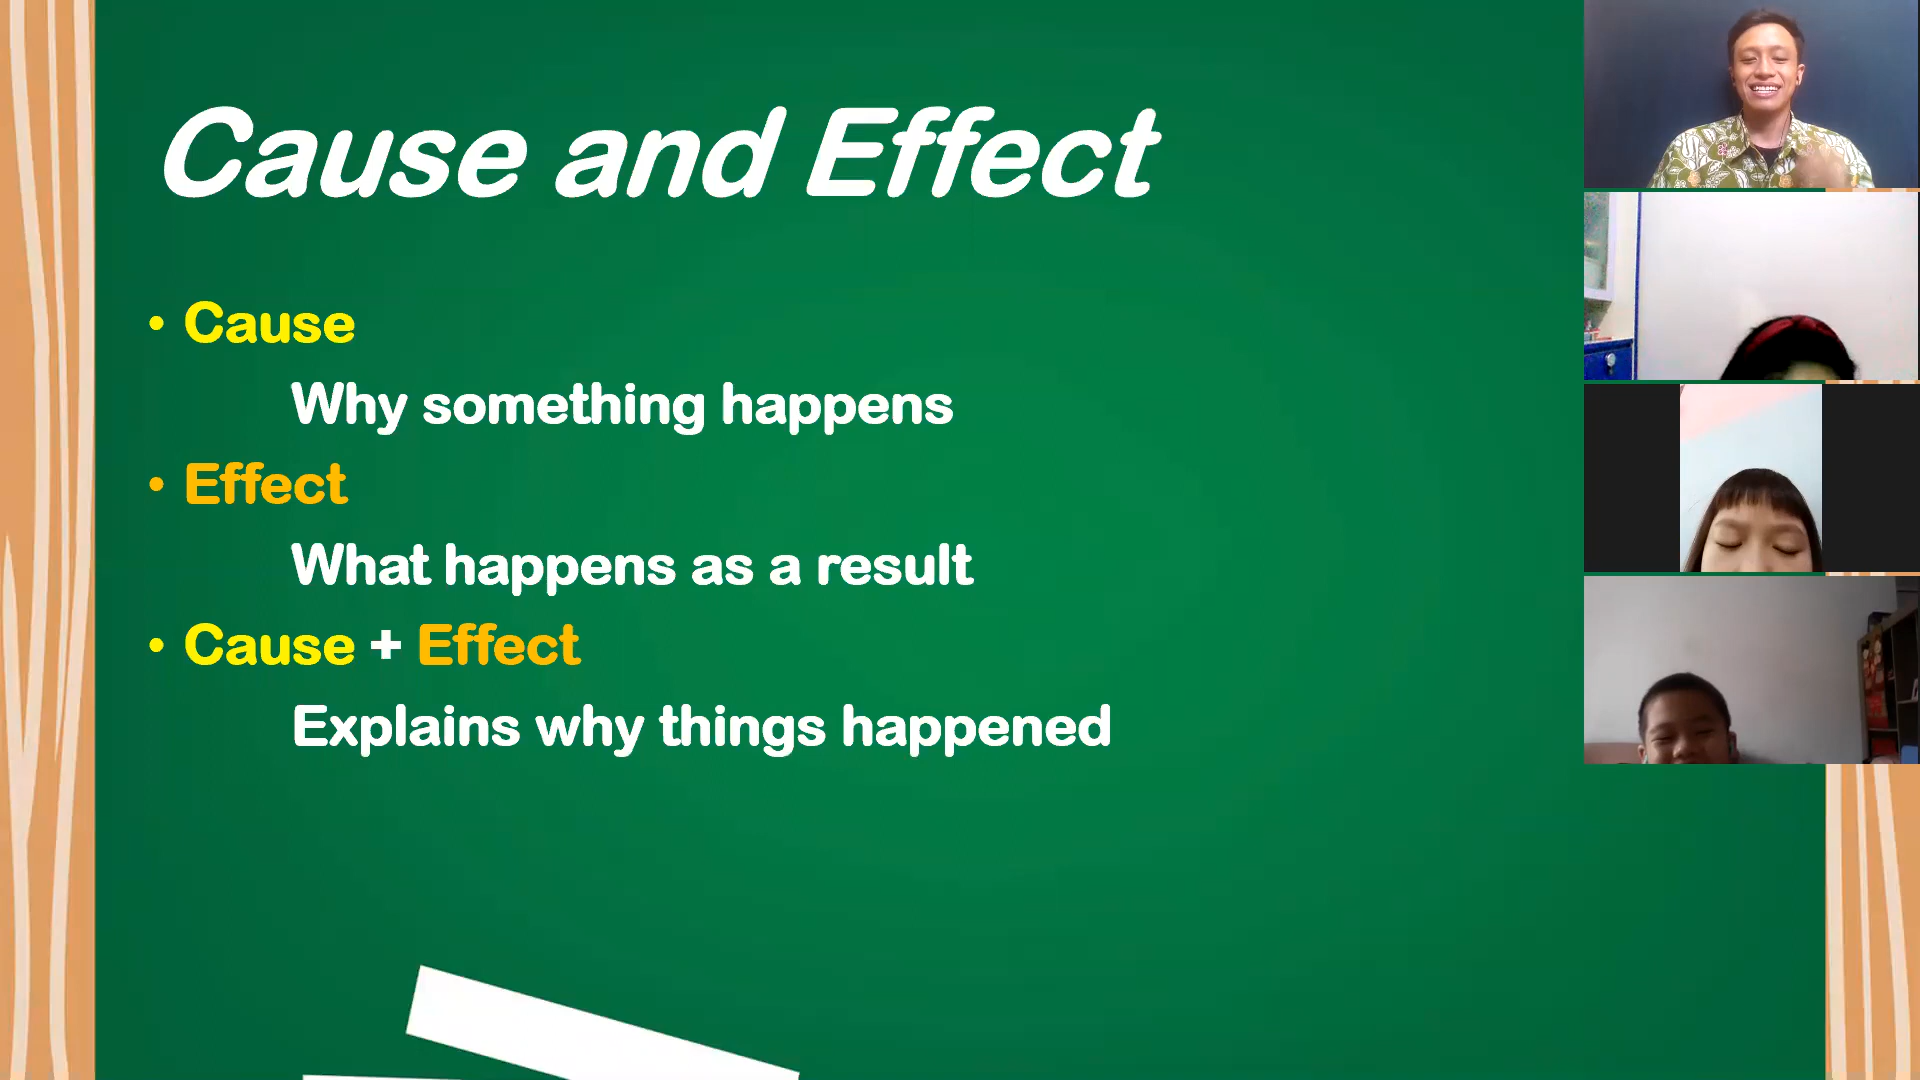 Cause and Effect
• Cause
Why something happens
• Effect
What happens as a result
• Cause + Effect
Explains why things happened